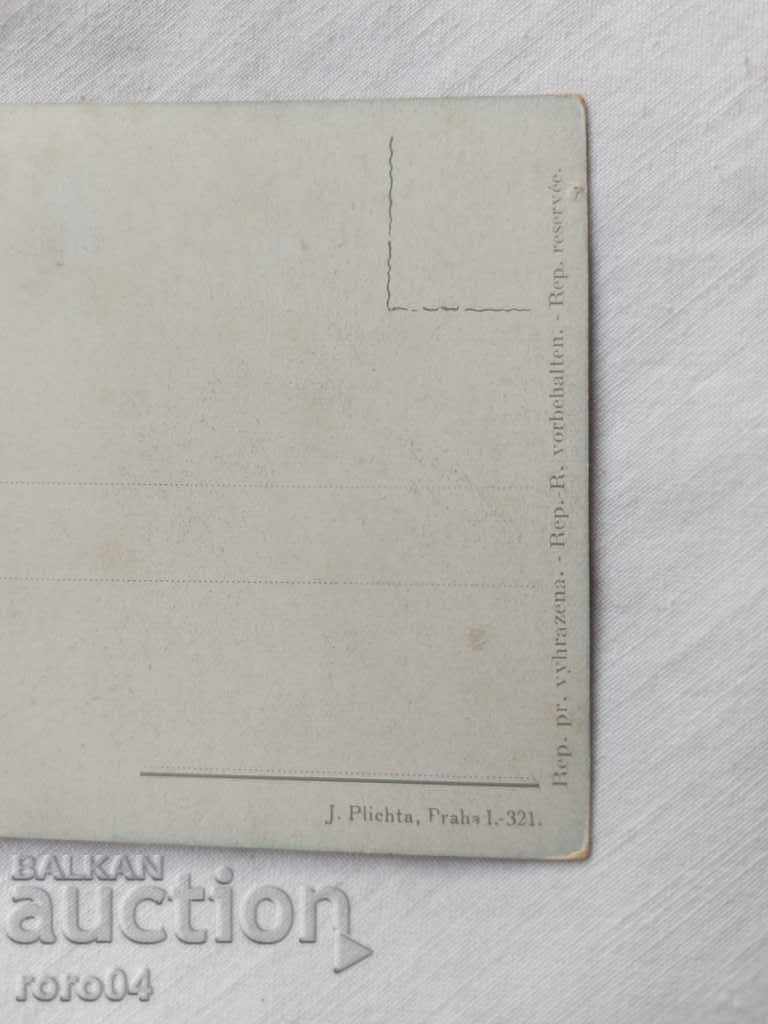 Rep. pr. vyhrazena. - Rep.-R. vorbehalten. - Rep. reservée.
J. Plichta, Praha I.-321.
BALKAN
auction
roro04